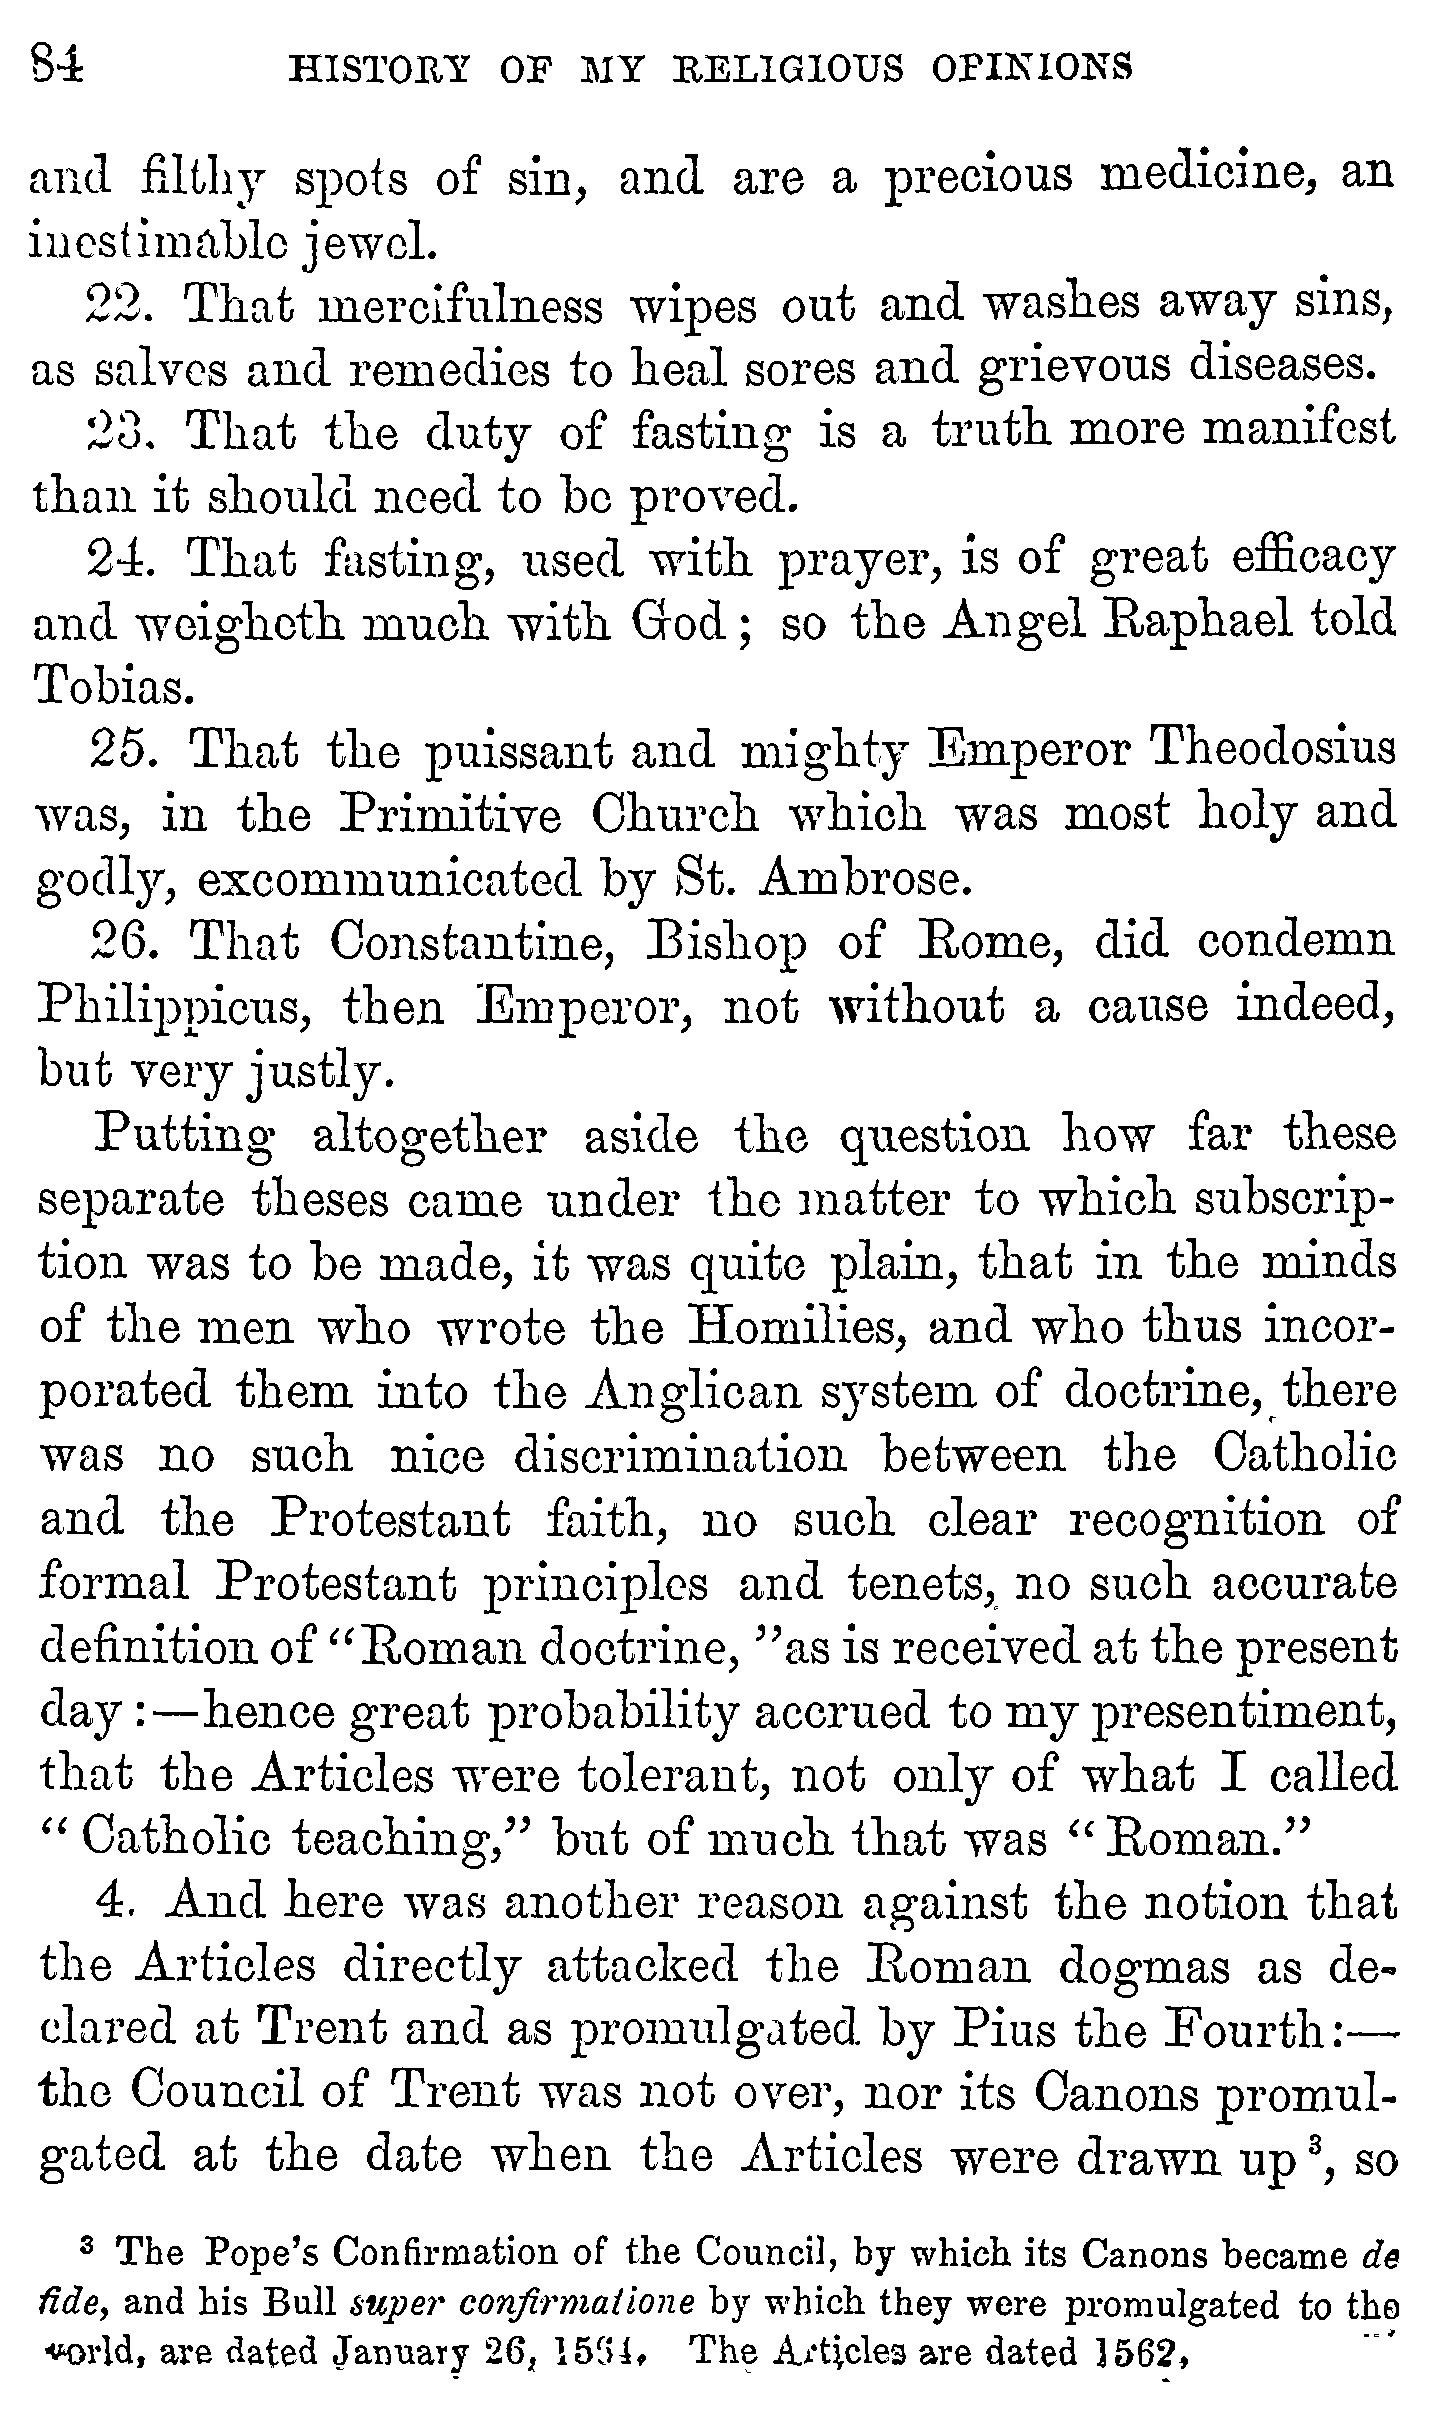 84 HISTORY OF MY RELIGIOUS OPINIONS
and filthy spots of sin, and are a precious medicine, an
inestimable jewel.
22. That mercifulness wipes out and washes away sins,
as salves and remedies to heal sores and grievous diseases.
23. That the duty of fasting is a truth more manifest
than it should need to be proved.
24. That fasting, used with prayer, is of great efficacy
and weigheth much with God; so the Angel Raphael told
Tobias.
25. That the puissant and mighty Emperor Theodosius
was, in the Primitive Church which was most holy and
godly, excommunicated by St. Ambrose.
26. That Constantine, Bishop of Rome, did condemn
Philippicus, then Emperor, not without a cause indeed,
but very justly.
Putting altogether aside the question how far these
separate theses came under the matter to which subscrip-
tion was to be made, it was quite plain, that in the minds
of the men who wrote the Homilies, and who thus incor-
porated them into the Anglican system of doctrine, there
was no such nice discrimination between the Catholic
and the Protestant faith, no such clear recognition of
formal Protestant principles and tenets, no such accurate
definition of “Roman doctrine, ”as is received at the present
day :—hence great probability accrued to my presentiment,
that the Articles were tolerant, not only of what I called
“ Catholic teaching,” but of much that was “ Roman.”
4. And here was another reason against the notion that
the Articles directly attacked the Roman dogmas as de-
clared at Trent and as promulgated by Pius the Fourth:—
the Council of Trent was not over, nor its Canons promul-
gated at the date when the Articles were drawn up ³, so
³ The Pope’s Confirmation of the Council, by which its Canons became de
fide, and his Bull super confirmatione by which they were promulgated to the
world, are dated January 26, 1564. The Articles are dated 1562.